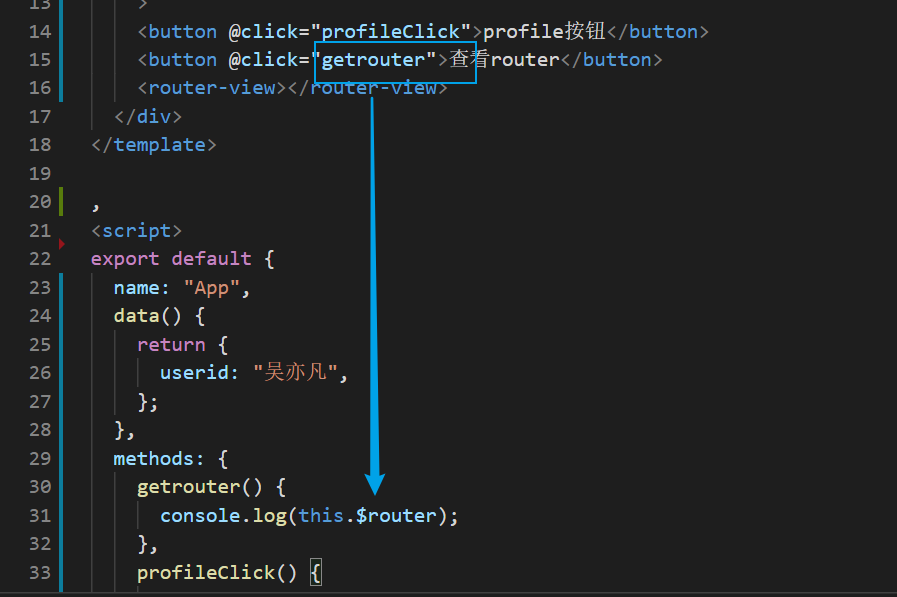 13 >
14 <button @click="profileClick">profile按钮</button>
15 <button @click="getrouter">查看router</button>
16 <router-view></router-view>
17 </div>
18 </template>
19
20 ,
21 <script>
22 export default {
23 name: "App",
24 data() {
25 return {
26 userid: "吴亦凡",
27 };
28 },
29 methods: {
30 getrouter() {
31 console.log(this.$router);
32 },
33 profileClick() {